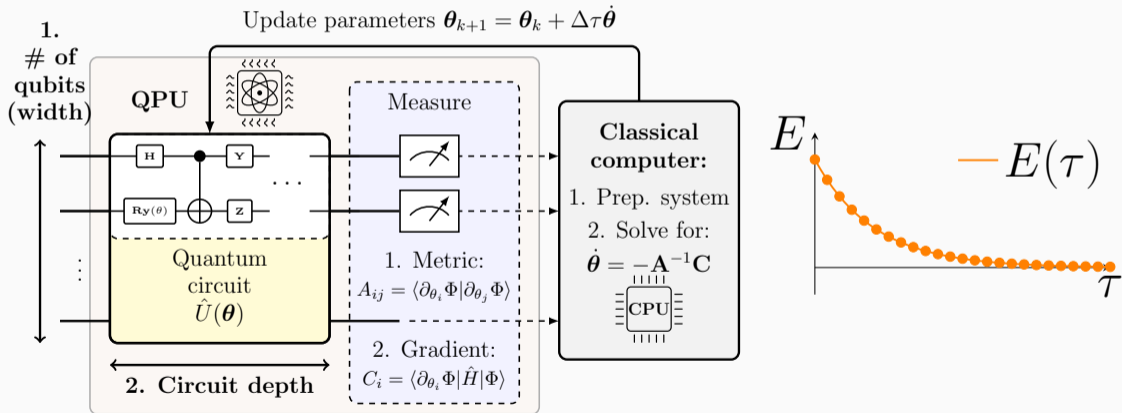 Update parameters θ_{k+1} = θ_k + Δτθ̇
1.
# of
qubits
(width)
QPU
Measure
H
Y
. . .
Ry(θ)
Z
⋮
Quantum
circuit
Û(θ)
2. Circuit depth
1. Metric:
A_{ij} = ⟨∂_{θ_i}Φ|∂_{θ_j}Φ⟩
2. Gradient:
C_i = ⟨∂_{θ_i}Φ|Ĥ|Φ⟩
Classical
computer:
1. Prep. system
2. Solve for:
θ̇ = −A^{−1}C
CPU
E
E(τ)
τ